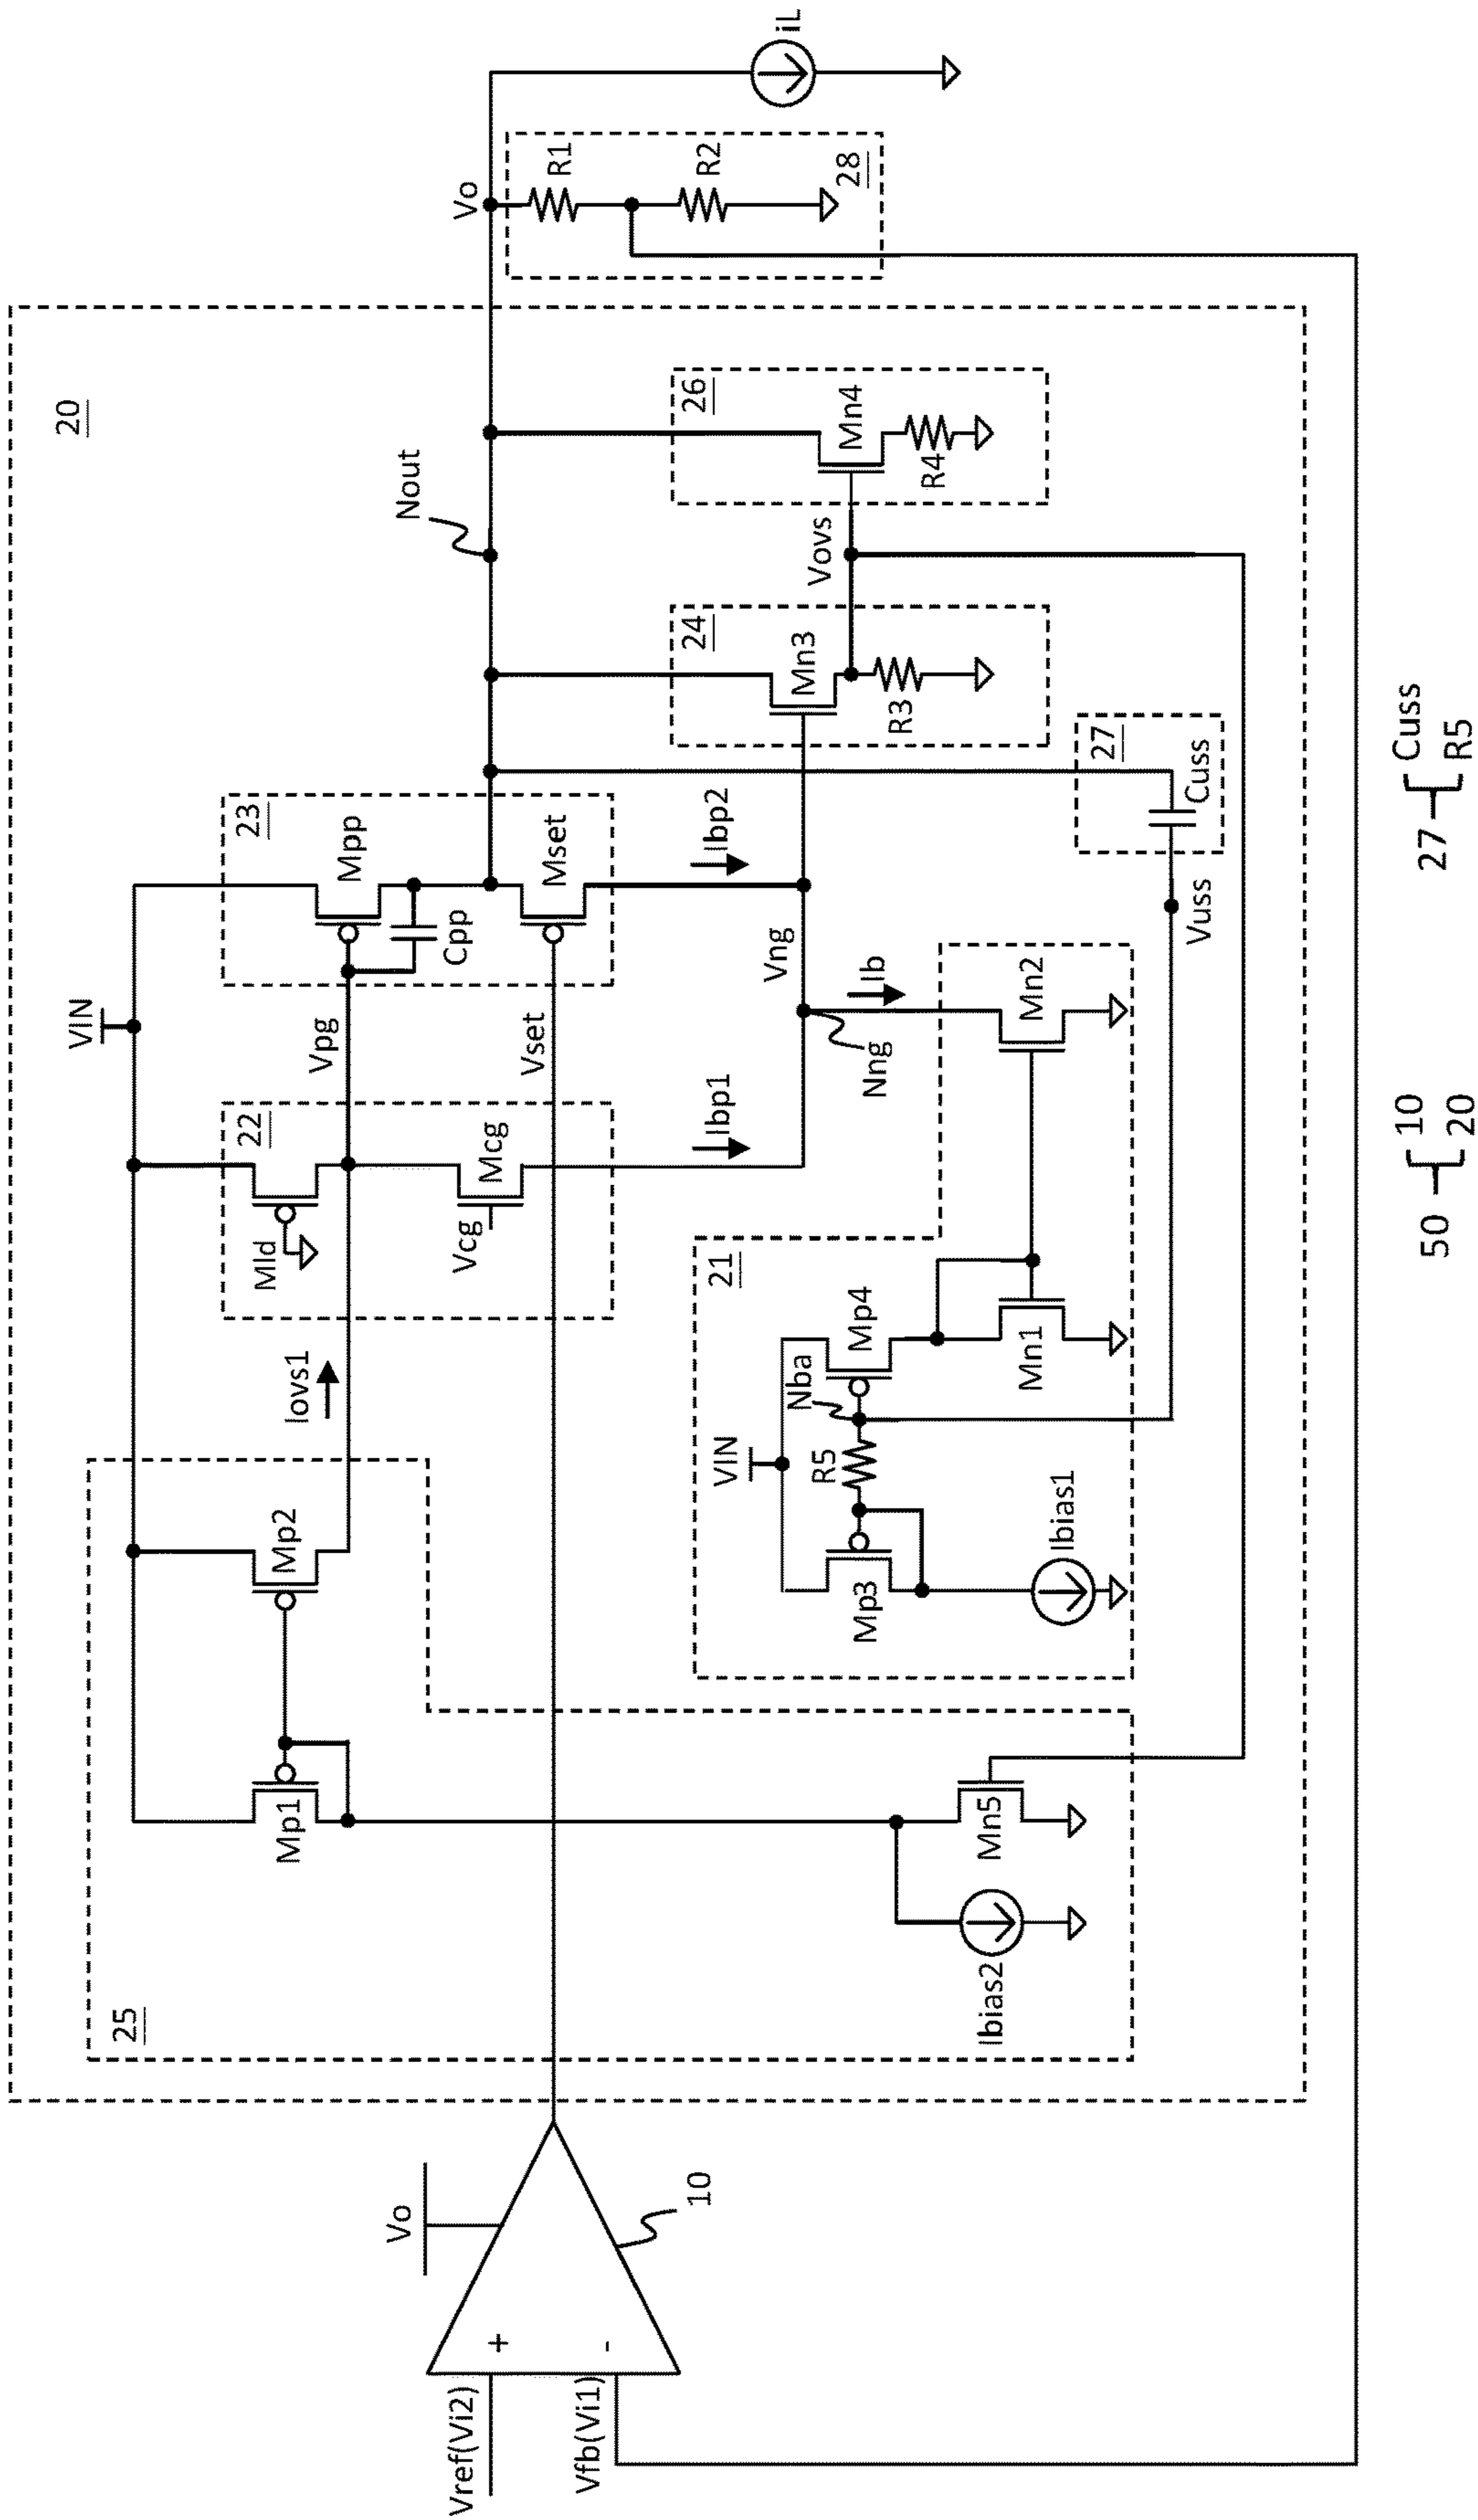 20
VIN
Vo
Nout
iL
R1
R2
28
23
Mpp
Cpp
Mset
Vpg
Vset
22
Mld
Mcg
Vcg
Iovs1
Ibp1
Ibp2
Vng
Nng
Ib
24
Mn3
R3
Vovs
26
Mn4
R4
27
Cuss
Vuss
21
VIN
Nba
Mp4
R5
Mp3
Ibias1
Mn1
Mn2
25
Mp1
Mp2
Mn5
Ibias2
Vo
10
+
-
Vref(Vi2)
Vfb(Vi1)
50 10
20
27 Cuss
R5